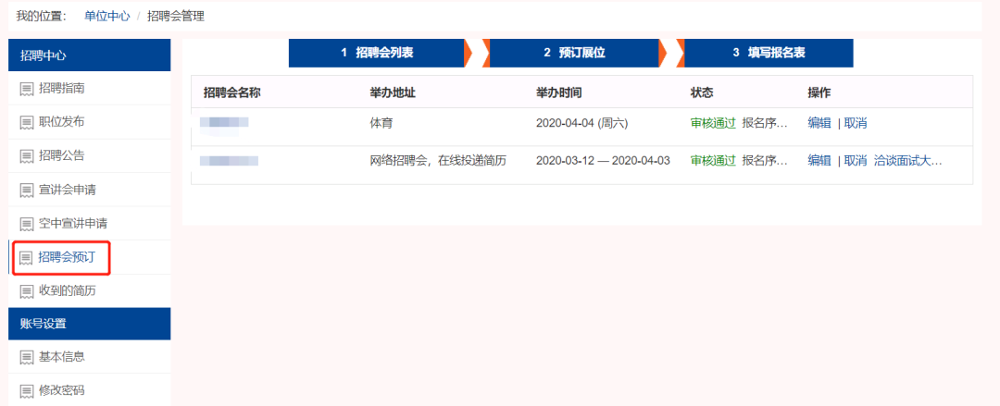 我的位置： 单位中心 / 招聘会管理
招聘中心
招聘指南
职位发布
招聘公告
宣讲会申请
空中宣讲申请
招聘会预订
收到的简历
账号设置
基本信息
修改密码
1 招聘会列表 2 预订展位 3 填写报名表
招聘会名称 举办地址 举办时间 状态 操作
体育 2020-04-04 (周六) 审核通过 报名序... 编辑 | 取消
网络招聘会，在线投递简历 2020-03-12 — 2020-04-03 审核通过 报名序... 编辑 | 取消 洽谈面试大...